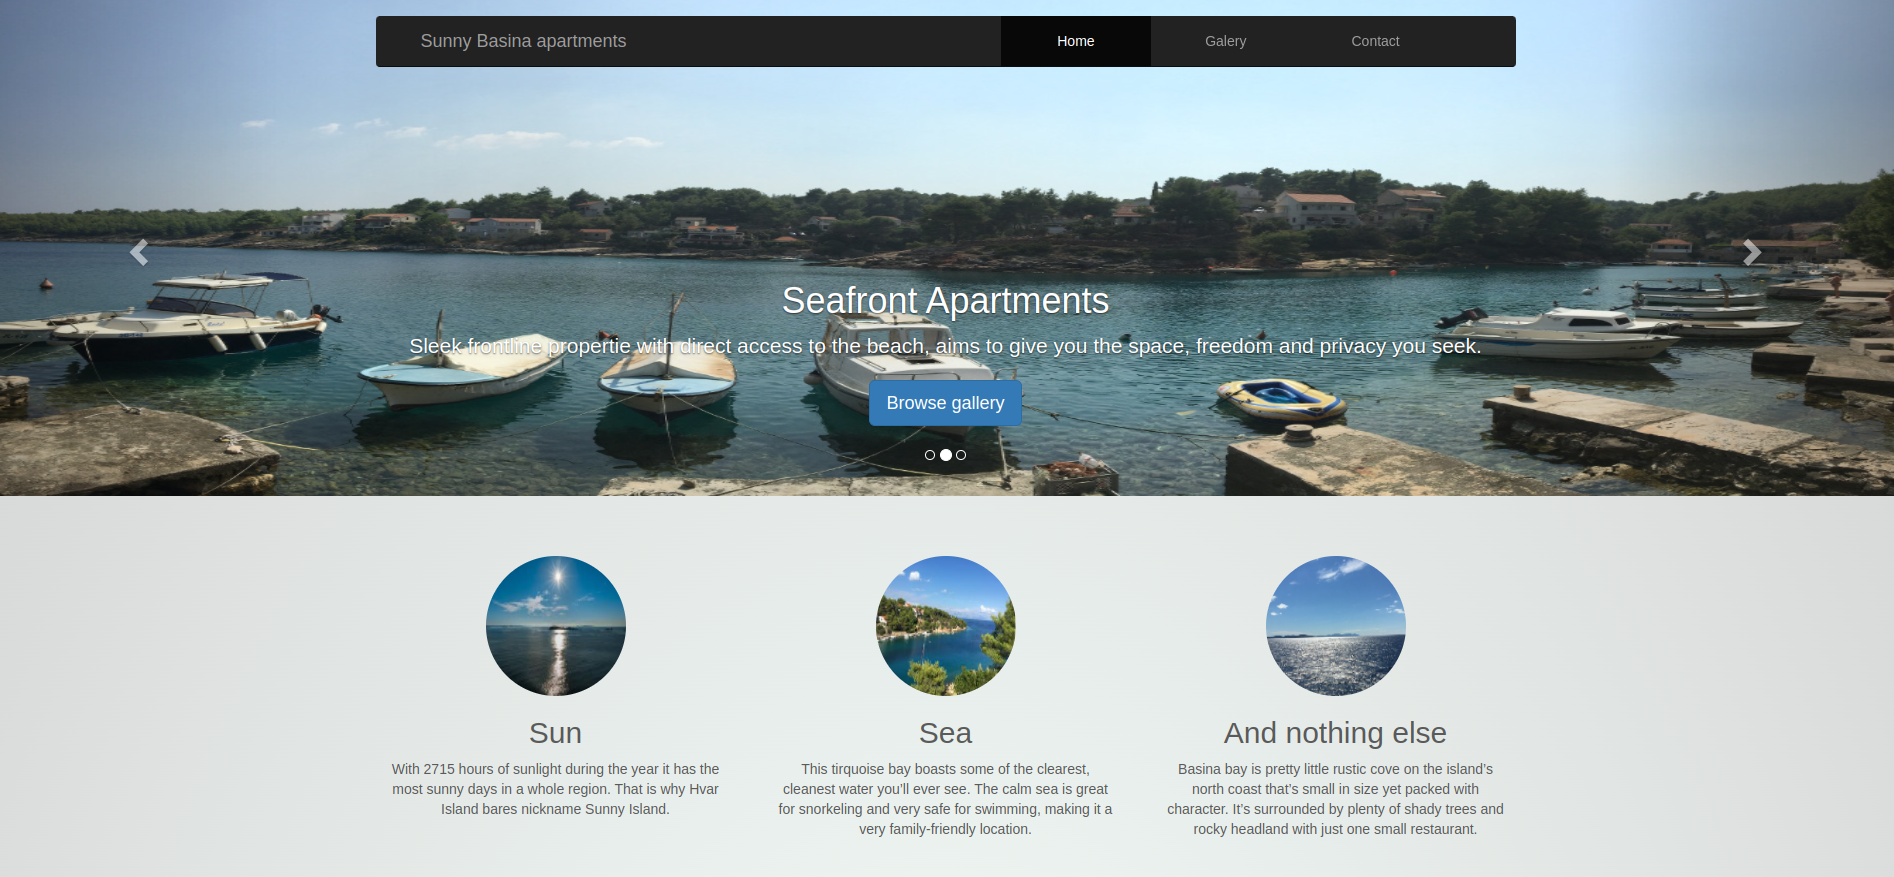 Sunny Basina apartments
Home
Galery
Contact
Seafront Apartments
Sleek frontline propertie with direct access to the beach, aims to give you the space, freedom and privacy you seek.
Browse gallery
Sun
With 2715 hours of sunlight during the year it has the
most sunny days in a whole region. That is why Hvar
Island bares nickname Sunny Island.
Sea
This tirquoise bay boasts some of the clearest,
cleanest water you’ll ever see. The calm sea is great
for snorkeling and very safe for swimming, making it a
very family-friendly location.
And nothing else
Basina bay is pretty little rustic cove on the island’s
north coast that’s small in size yet packed with
character. It’s surrounded by plenty of shady trees and
rocky headland with just one small restaurant.